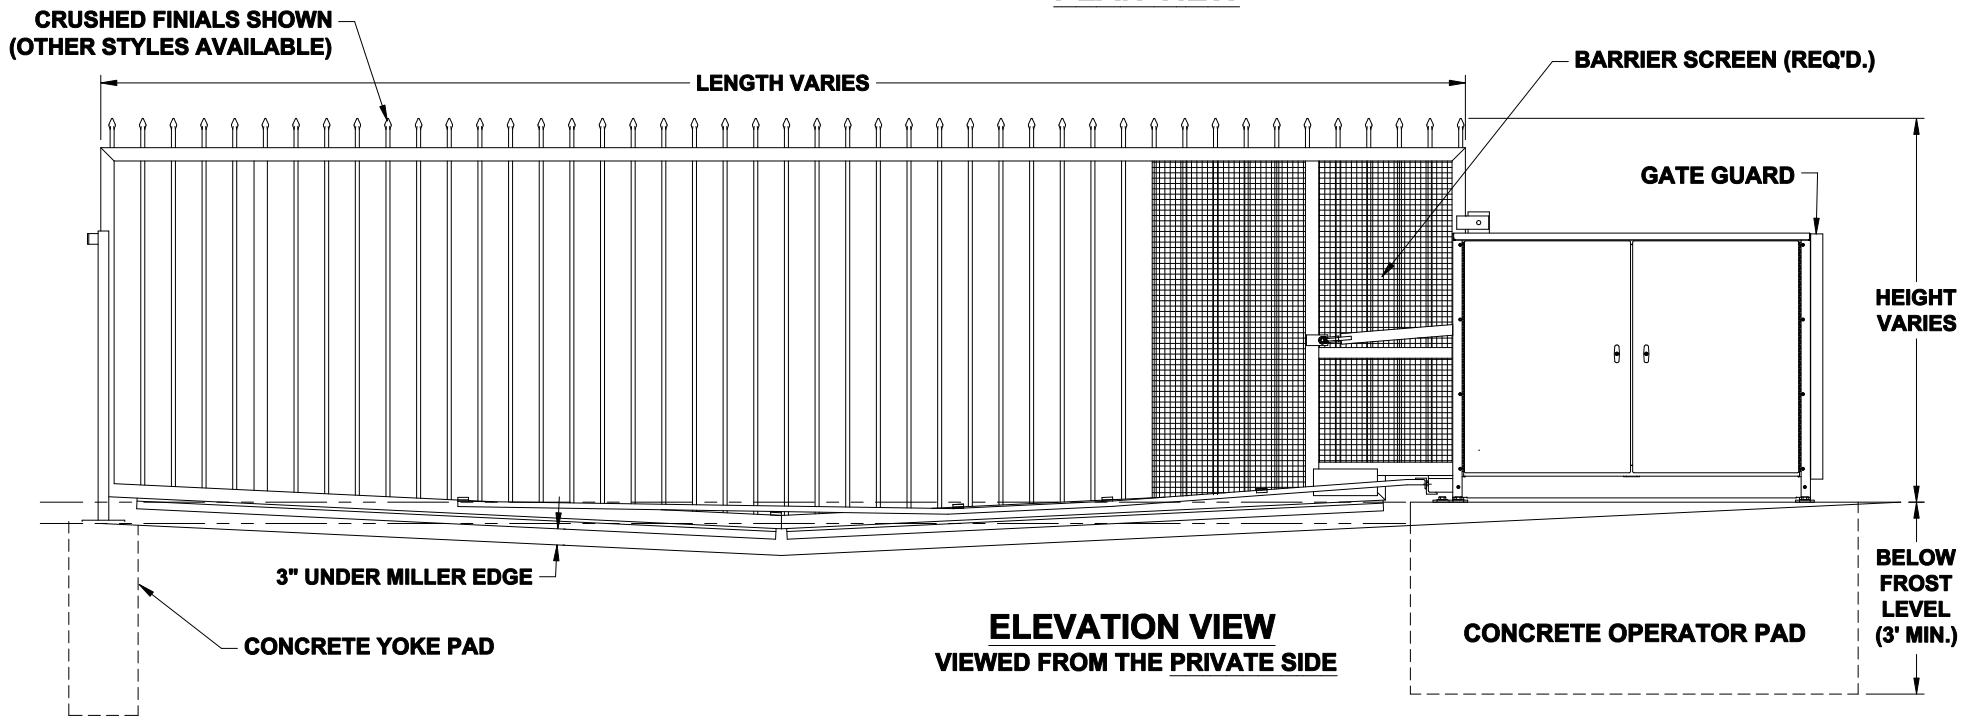 CRUSHED FINIALS SHOWN
(OTHER STYLES AVAILABLE)
LENGTH VARIES
BARRIER SCREEN (REQ'D.)
GATE GUARD
HEIGHT
VARIES
3" UNDER MILLER EDGE
CONCRETE YOKE PAD
ELEVATION VIEW
VIEWED FROM THE PRIVATE SIDE
CONCRETE OPERATOR PAD
BELOW
FROST
LEVEL
(3' MIN.)